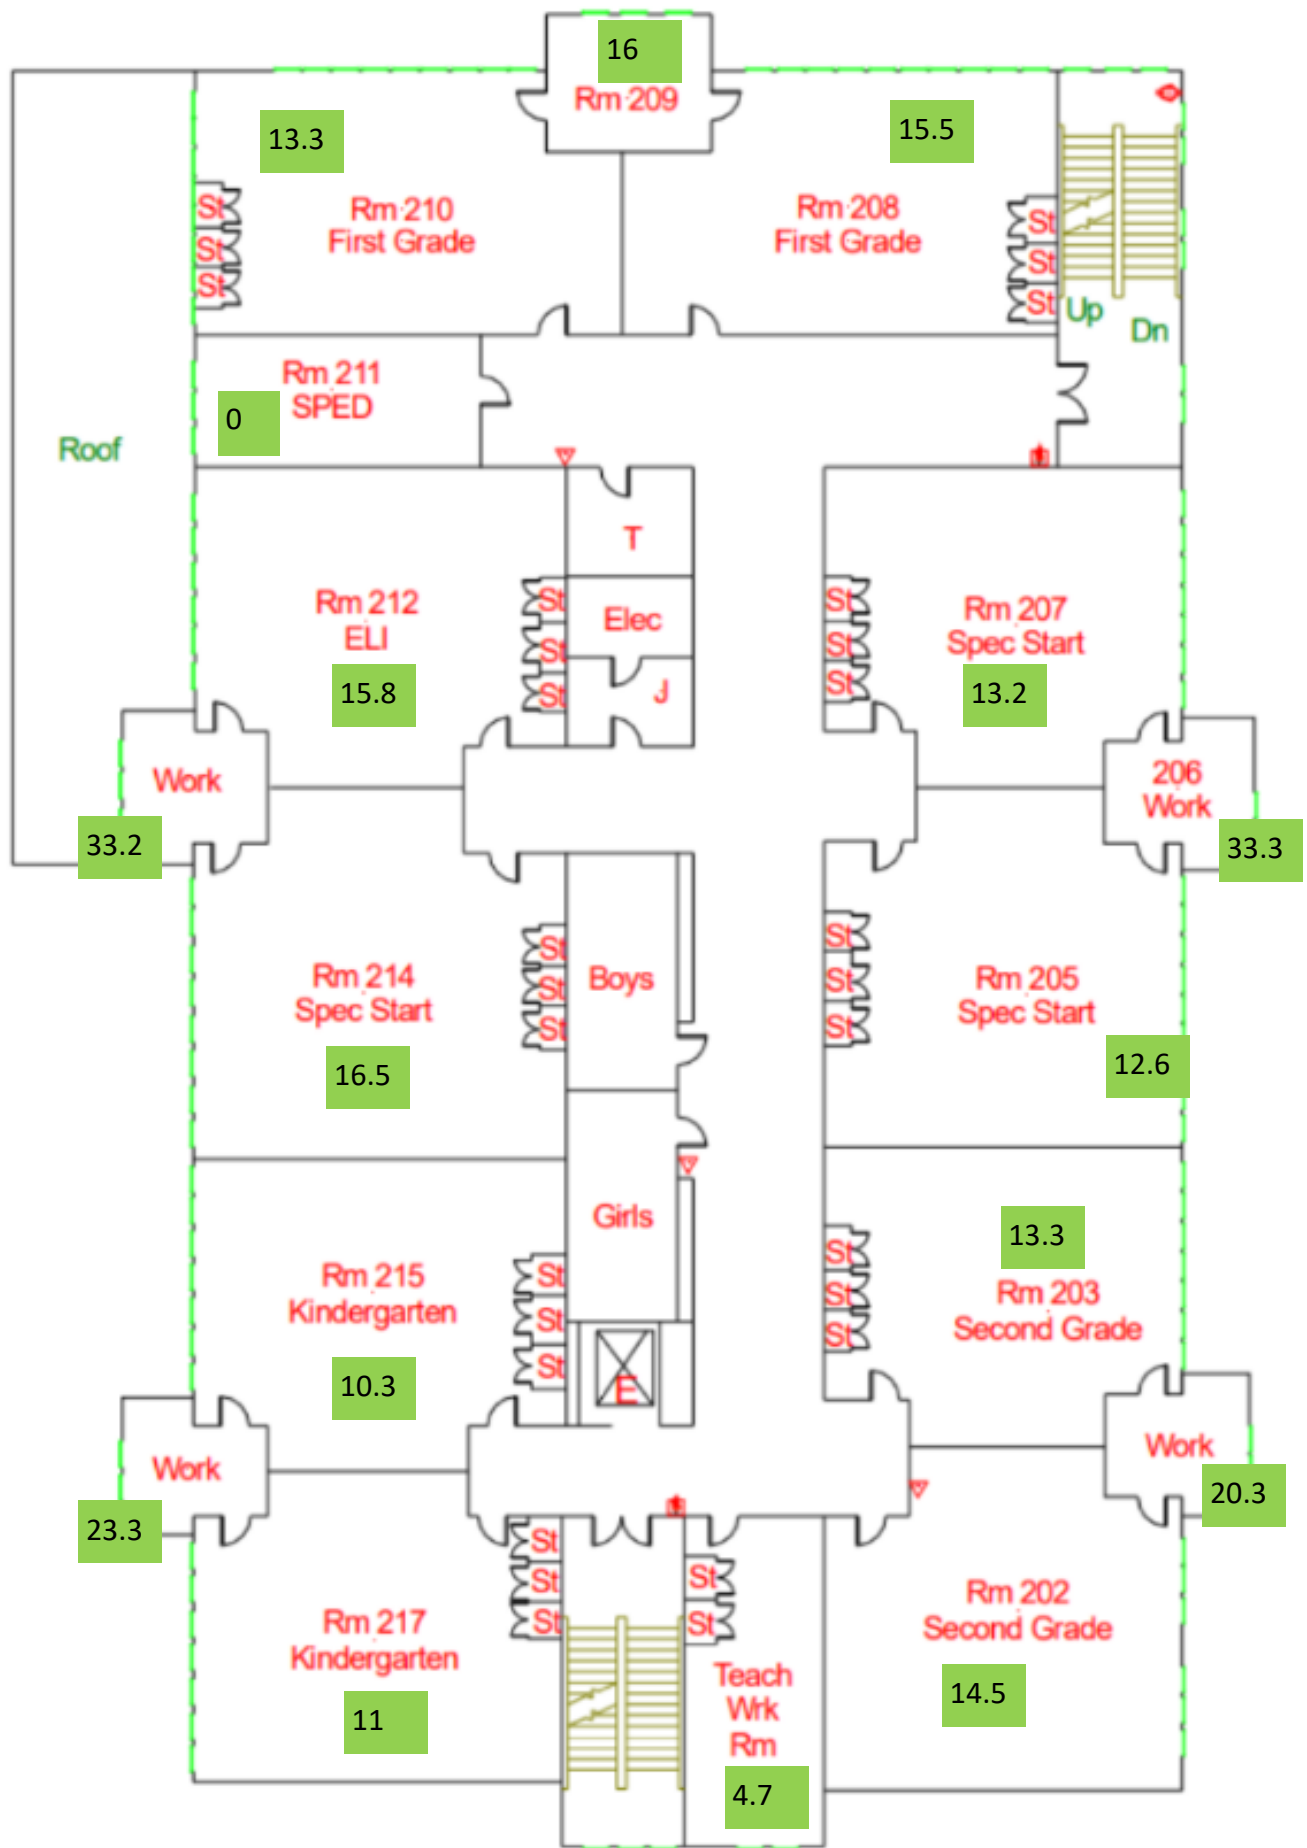 16
Rm 209
13.3
15.5
Rm 210
First Grade
Rm 208
First Grade
St
St
St
St
St
St
Up
Dn
Rm 211
SPED
0
Roof
T
Rm 212
ELI
15.8
St
St
St
Elec
J
St
St
St
Rm 207
Spec Start
13.2
Work
33.2
206
Work
33.3
Rm 214
Spec Start
16.5
St
St
St
Boys
St
St
St
Rm 205
Spec Start
12.6
Girls
13.3
Rm 215
Kindergarten
10.3
St
St
St
E
St
St
St
Rm 203
Second Grade
Work
23.3
Work
20.3
St
St
St
St
St
Rm 217
Kindergarten
11
Teach
Wrk
Rm
4.7
Rm 202
Second Grade
14.5